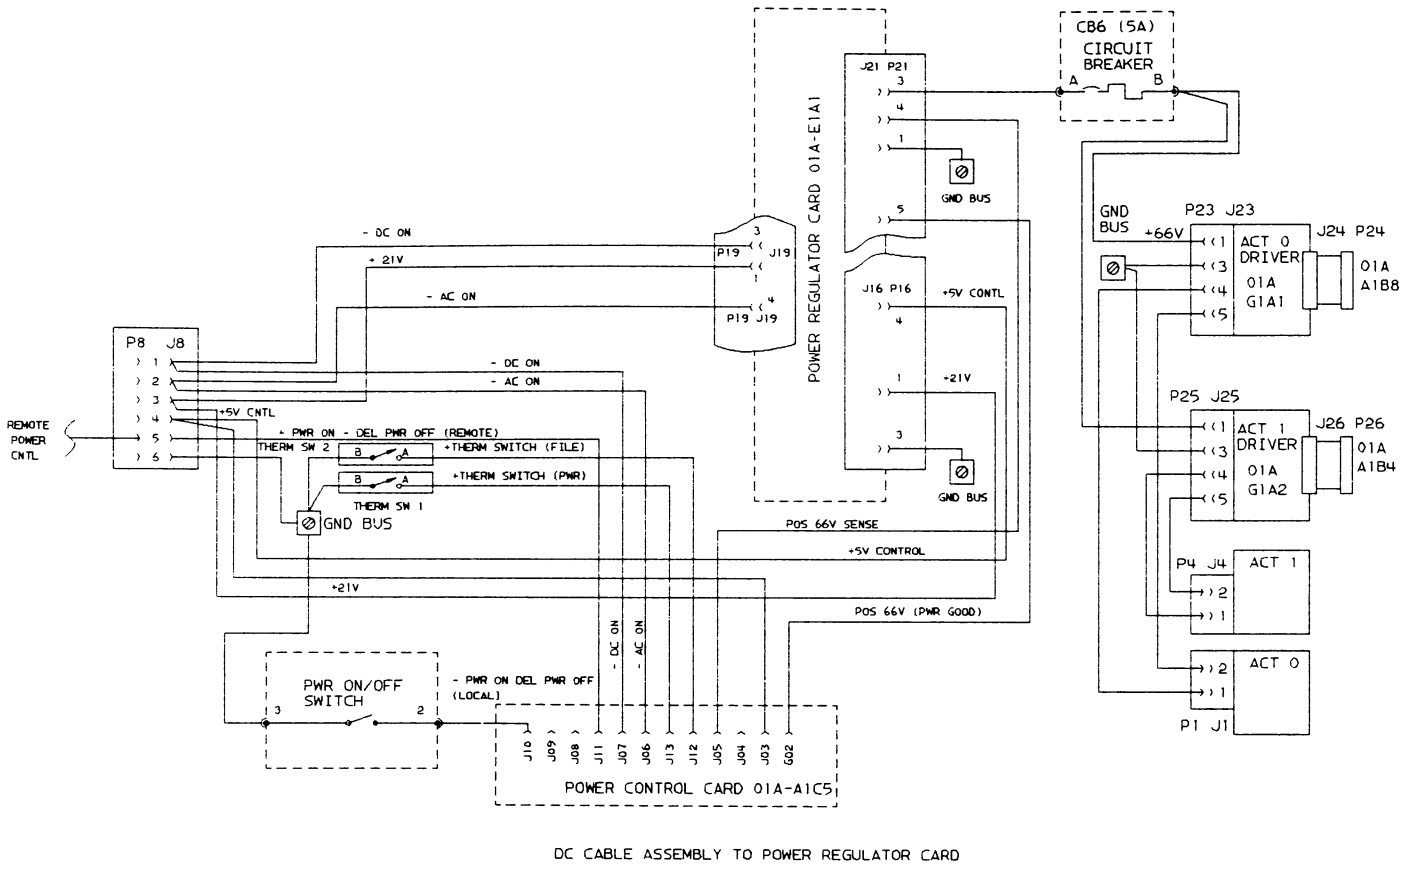 CB6 (5A)
CIRCUIT
BREAKER
A
B
J21 P21
3
4
1
5
GND BUS
POWER REGULATOR CARD 01A-E1A1
J16 P16
4
+5V CONTL
1
+21V
3
GND BUS
- DC ON
+ 21V
- AC ON
3
P19
J19
1
4
P19 J19
P8 J8
1
2
3
4
5
6
REMOTE
POWER
CNTL
- DC ON
- AC ON
+5V CNTL
- PWR ON - DEL PWR OFF (REMOTE)
THERM SW 2
B
A
+THERM SWITCH (FILE)
B
A
+THERM SWITCH (PWR)
THERM SW 1
GND BUS
POS 66V SENSE
+5V CONTROL
+21V
POS 66V (PWR GOOD)
- DC ON
- AC ON
PWR ON/OFF
SWITCH
3
2
- PWR ON DEL PWR OFF
(LOCAL)
J10
J09
J08
J11
J07
J06
J13
J12
J05
J04
J03
G02
POWER CONTROL CARD 01A-A1C5
GND
BUS
+66V
P23 J23
1
3
4
5
ACT 0
DRIVER
01A
G1A1
J24 P24
01A
A1B8
P25 J25
1
3
4
5
ACT 1
DRIVER
01A
G1A2
J26 P26
01A
A1B4
P4 J4
2
1
ACT 1
2
1
ACT 0
P1 J1
DC CABLE ASSEMBLY TO POWER REGULATOR CARD